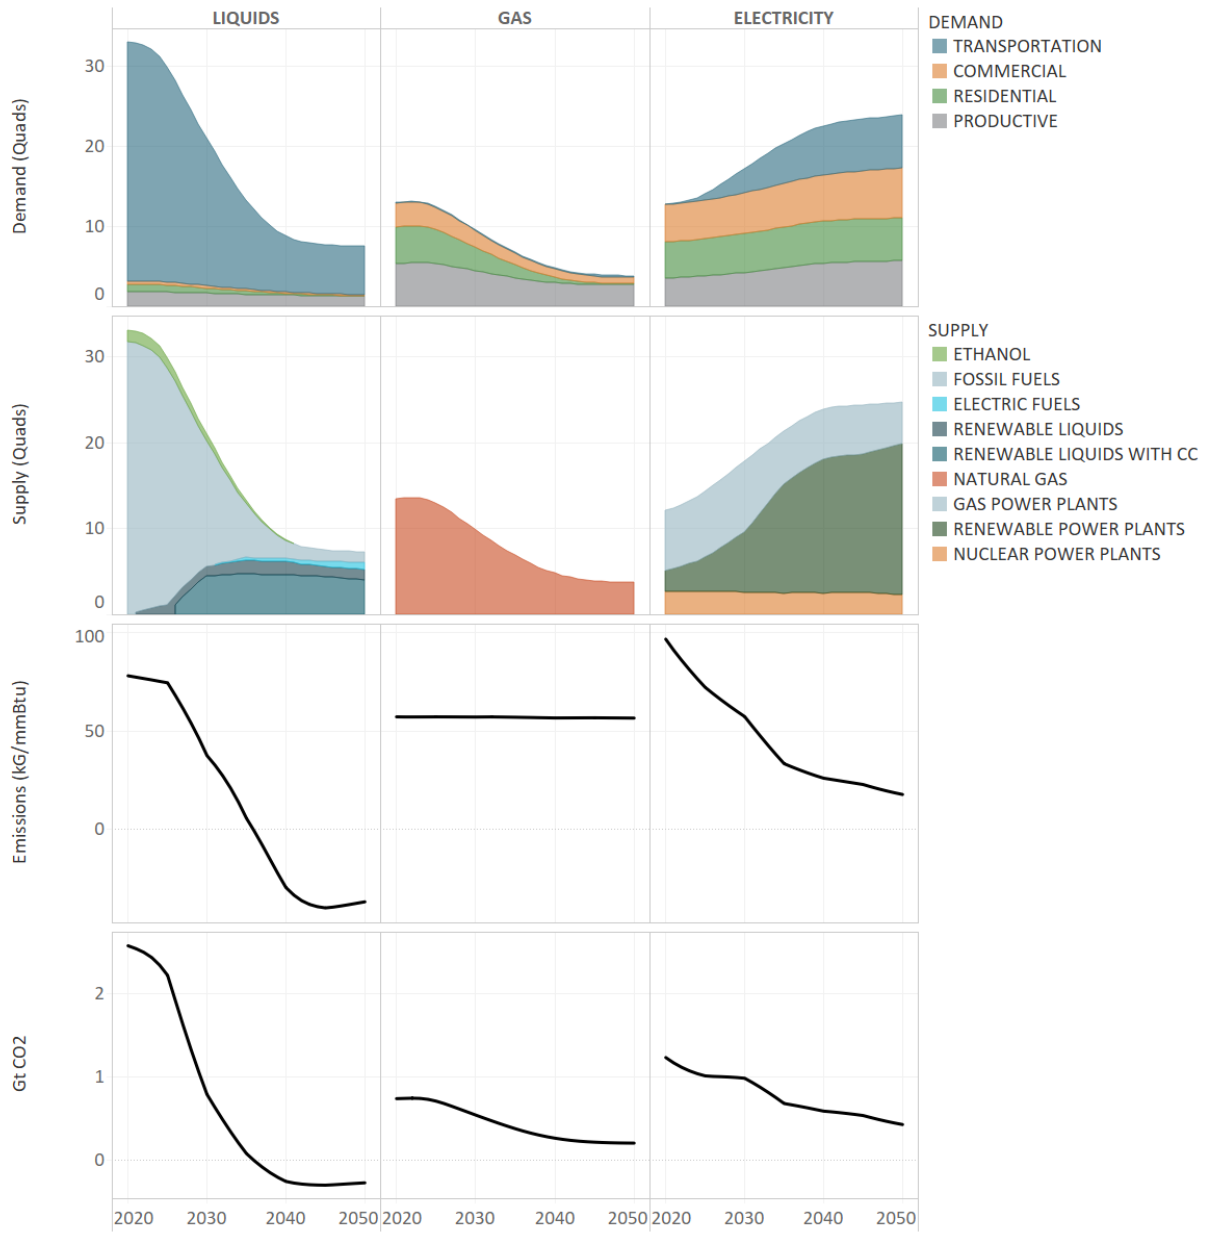 LIQUIDS GAS ELECTRICITY
DEMAND
TRANSPORTATION
COMMERCIAL
RESIDENTIAL
PRODUCTIVE
Demand (Quads)
30
20
10
0
SUPPLY
ETHANOL
FOSSIL FUELS
ELECTRIC FUELS
RENEWABLE LIQUIDS
RENEWABLE LIQUIDS WITH CC
NATURAL GAS
GAS POWER PLANTS
RENEWABLE POWER PLANTS
NUCLEAR POWER PLANTS
Supply (Quads)
30
20
10
0
Emissions (kG/mmBtu)
100
50
0
Gt CO2
2
1
0
2020 2030 2040 2050 2020 2030 2040 2050 2020 2030 2040 2050